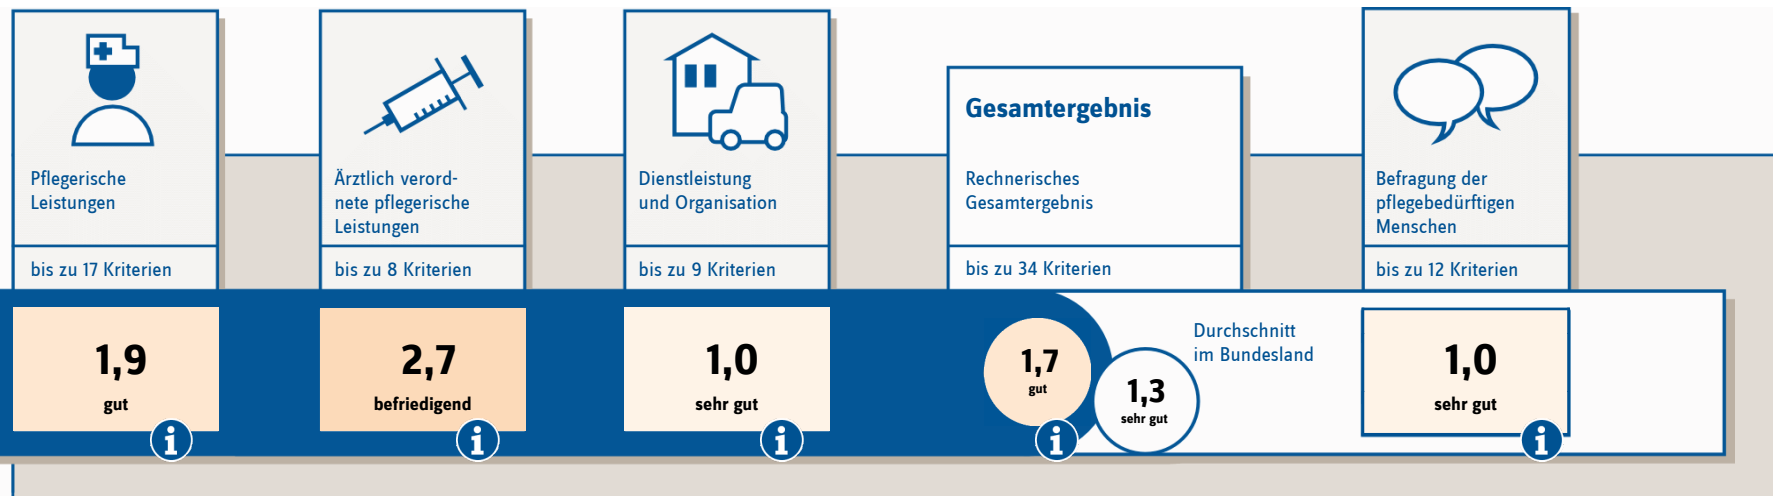 Pflegerische
Leistungen
bis zu 17 Kriterien
1,9
gut
i
Ärztlich verord-
nete pflegerische
Leistungen
bis zu 8 Kriterien
2,7
befriedigend
i
Dienstleistung
und Organisation
bis zu 9 Kriterien
1,0
sehr gut
i
Gesamtergebnis
Rechnerisches
Gesamtergebnis
bis zu 34 Kriterien
1,7
gut
i
Durchschnitt
im Bundesland
1,3
sehr gut
Befragung der
pflegebedürftigen
Menschen
bis zu 12 Kriterien
1,0
sehr gut
i